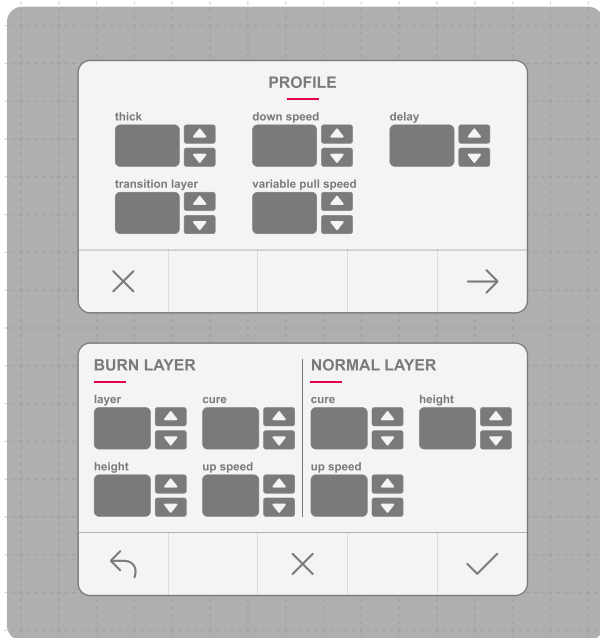 PROFILE
thick down speed delay
transition layer variable pull speed
BURN LAYER NORMAL LAYER
layer cure cure height
height up speed up speed